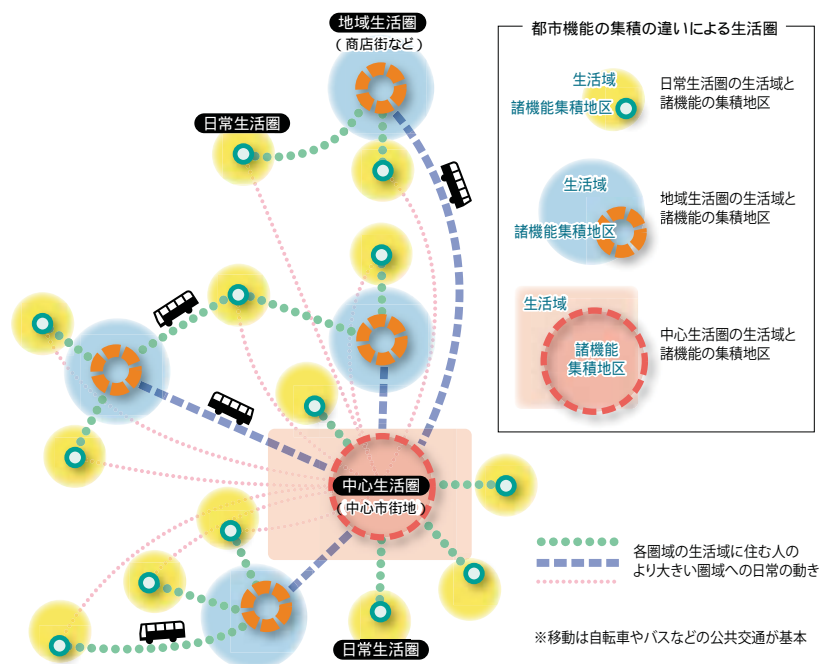 地域生活圏
(商店街など)
日常生活圏
中心生活圏
(中心市街地)
日常生活圏
都市機能の集積の違いによる生活圏
生活域
諸機能集積地区
日常生活圏の生活域と
諸機能の集積地区
生活域
諸機能集積地区
地域生活圏の生活域と
諸機能の集積地区
生活域
諸機能
集積地区
中心生活圏の生活域と
諸機能の集積地区
各圏域の生活域に住む人の
より大きい圏域への日常の動き
※移動は自転車やバスなどの公共交通が基本